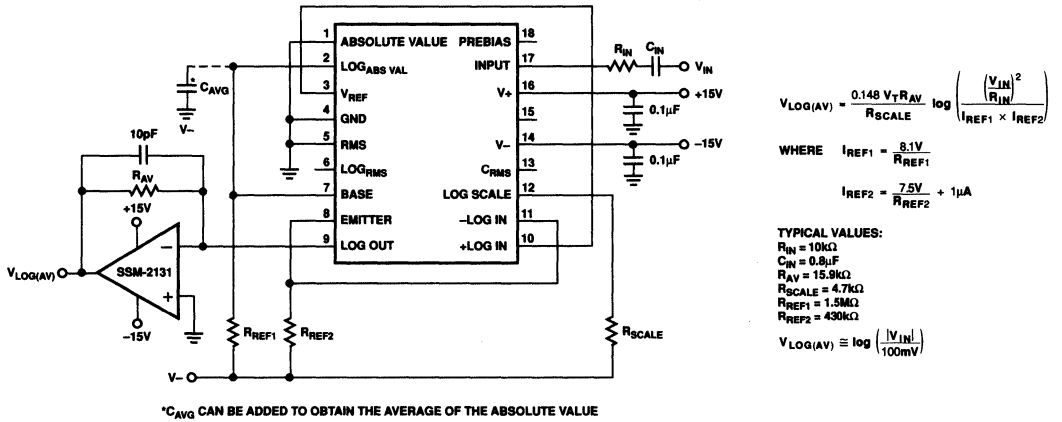 1 ABSOLUTE VALUE PREBIAS 18
2 LOG ABS VAL INPUT 17
3 VREF V+ 16
4 GND 15
5 RMS V– 14
6 LOGRMS CRMS 13
7 BASE LOG SCALE 12
8 EMITTER –LOG IN 11
9 LOG OUT +LOG IN 10
RIN CIN VIN
+15V
0.1µF
–15V
0.1µF
* CAVG
V–
10pF
RAV
+15V
–
SSM-2131
+
VLOG(AV)
–15V
RREF1 RREF2 RSCALE
V–
*CAVG CAN BE ADDED TO OBTAIN THE AVERAGE OF THE ABSOLUTE VALUE
VLOG(AV) = 0.148 VTRAV / RSCALE log ( (VIN / RIN)² / IREF1 × IREF2 )
WHERE IREF1 = 8.1V / RREF1
IREF2 = 7.5V / RREF2 + 1µA
TYPICAL VALUES:
RIN = 10kΩ
CIN = 0.8µF
RAV = 15.9kΩ
RSCALE = 4.7kΩ
RREF1 = 1.5MΩ
RREF2 = 430kΩ
VLOG(AV) ≅ log ( |VIN| / 100mV )